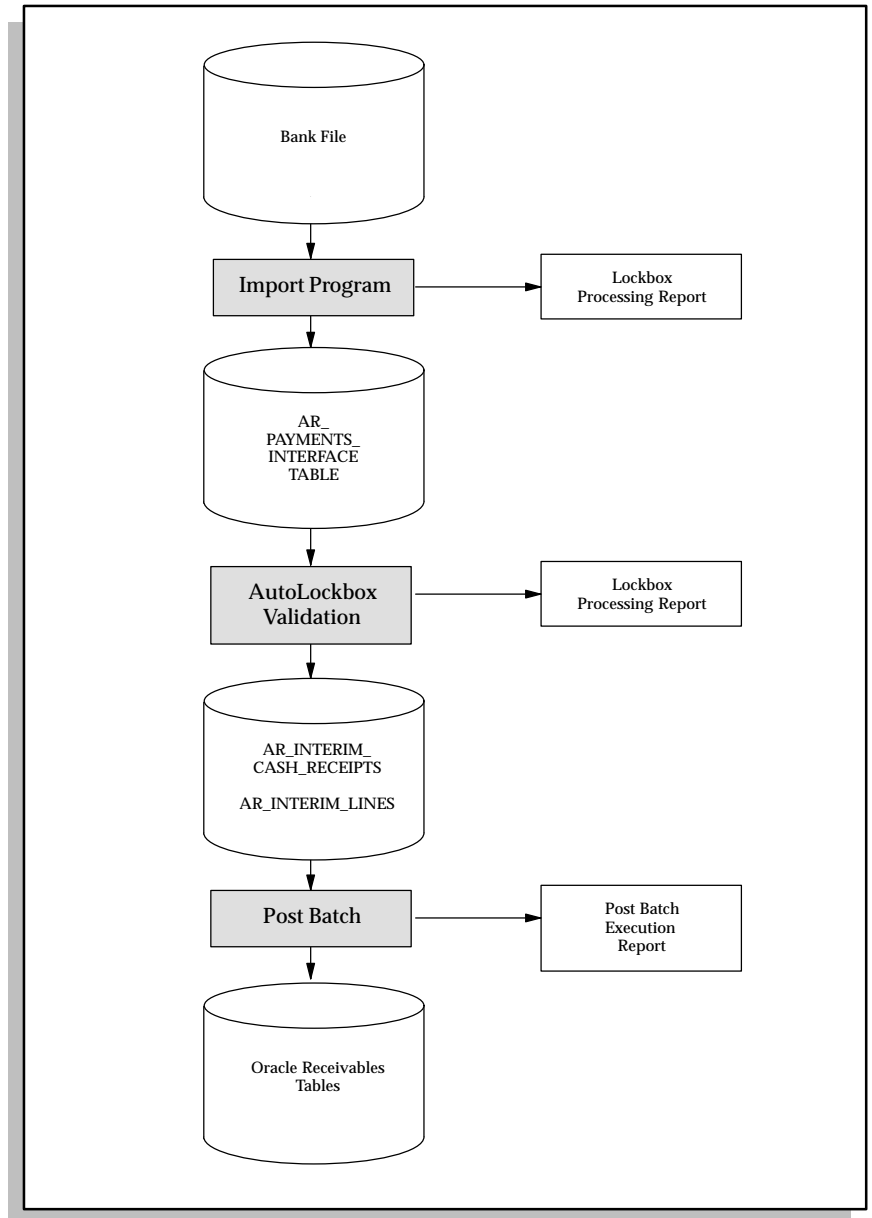 Bank File
Import Program
Lockbox
Processing Report
AR_
PAYMENTS_
INTERFACE
TABLE
AutoLockbox
Validation
Lockbox
Processing Report
AR_INTERIM_
CASH_RECEIPTS
AR_INTERIM_LINES
Post Batch
Post Batch
Execution
Report
Oracle Receivables
Tables